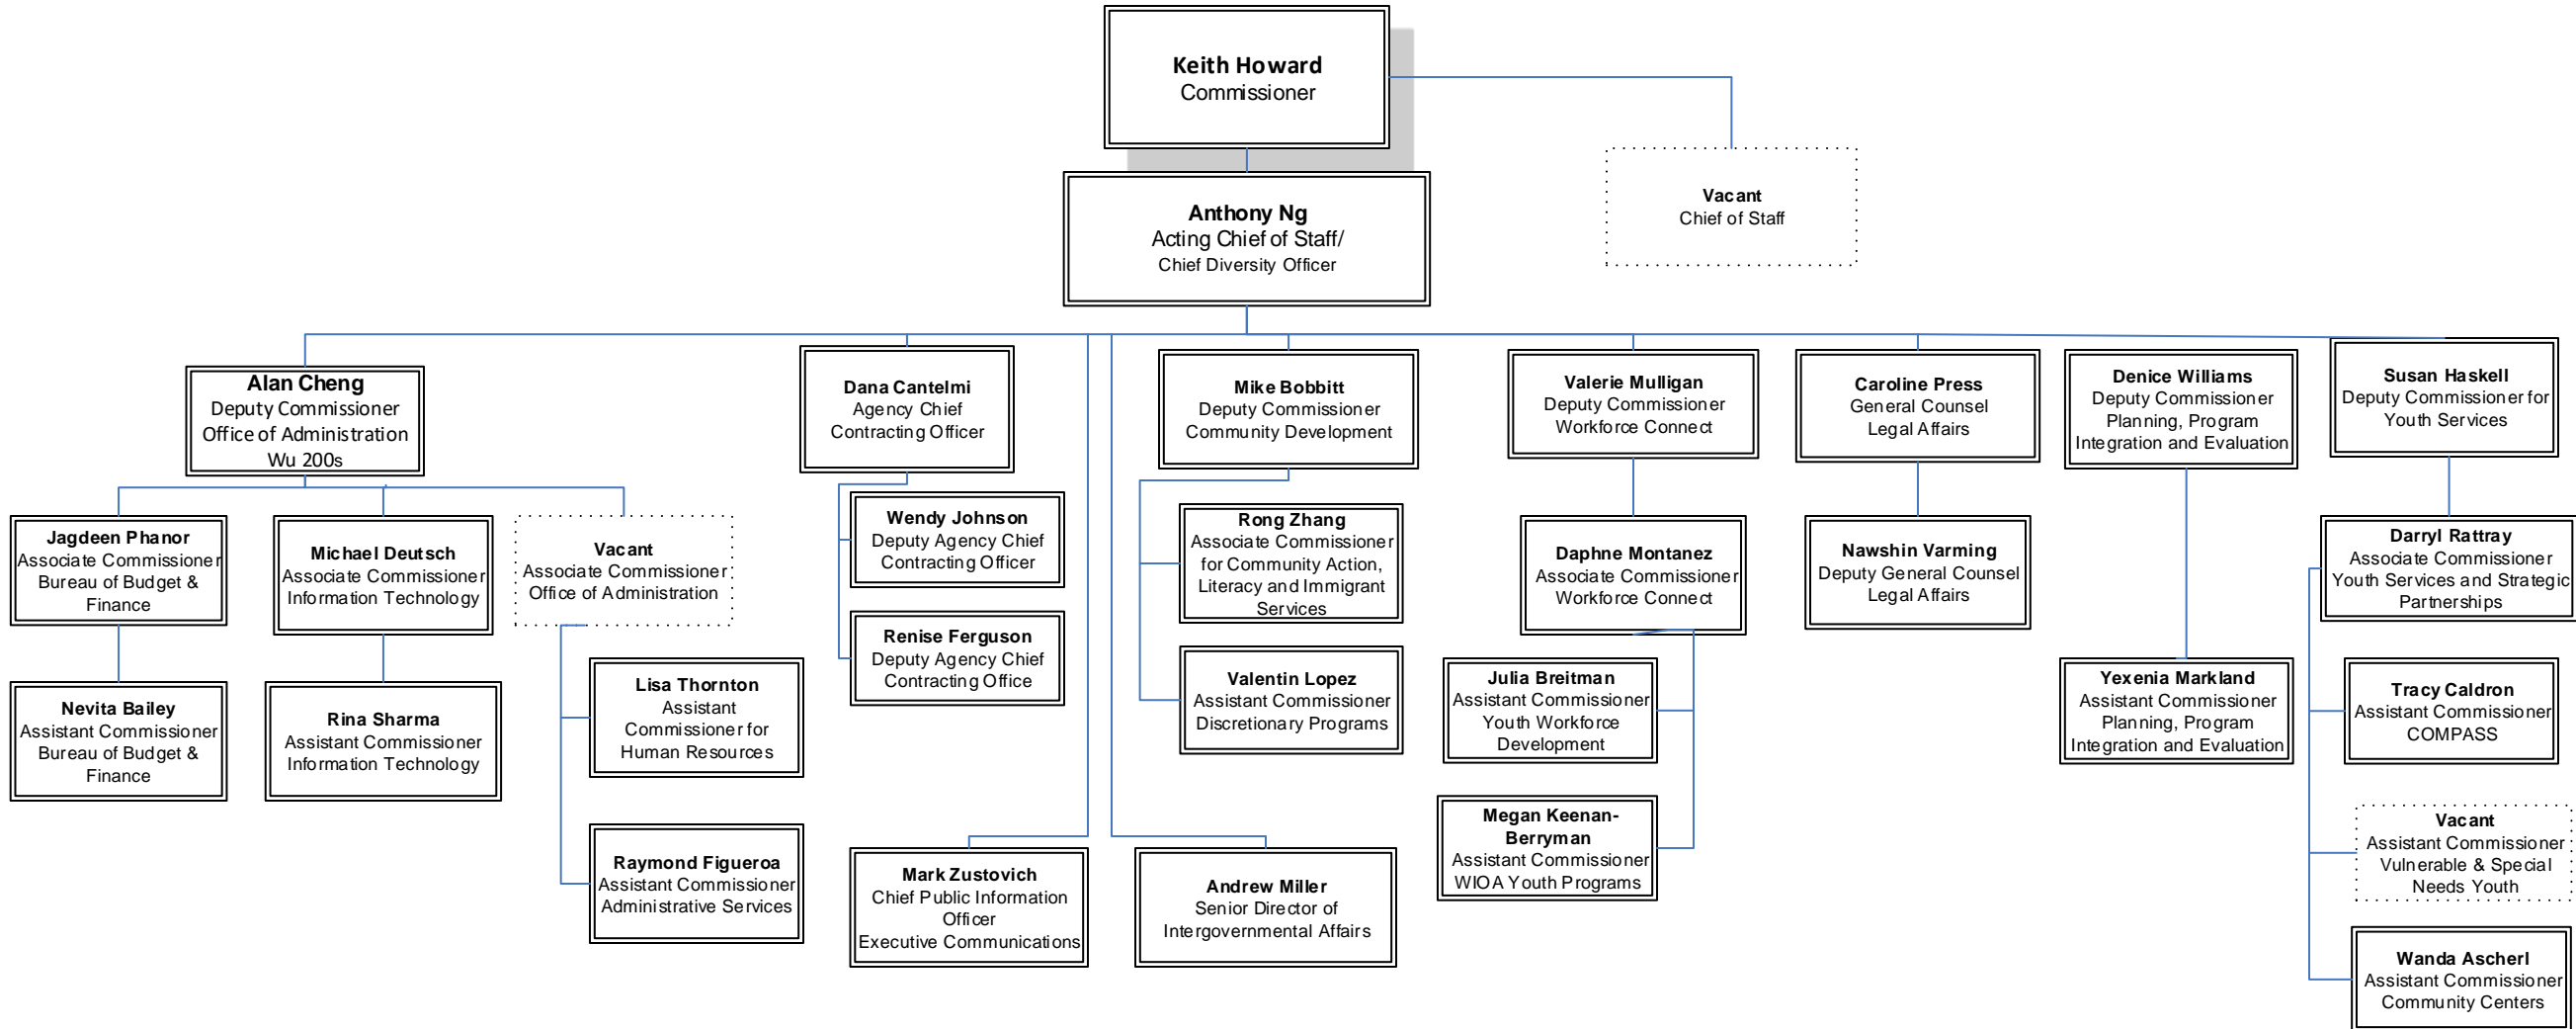 Keith Howard
Commissioner
Vacant
Chief of Staff
Anthony Ng
Acting Chief of Staff/
Chief Diversity Officer
Alan Cheng
Deputy Commissioner
Office of Administration
Wu 200s
Dana Cantelmi
Agency Chief
Contracting Officer
Mike Bobbitt
Deputy Commissioner
Community Development
Valerie Mulligan
Deputy Commissioner
Workforce Connect
Caroline Press
General Counsel
Legal Affairs
Denice Williams
Deputy Commissioner
Planning, Program
Integration and Evaluation
Susan Haskell
Deputy Commissioner for
Youth Services
Jagdeen Phanor
Associate Commissioner
Bureau of Budget &
Finance
Michael Deutsch
Associate Commissioner
Information Technology
Vacant
Associate Commissioner
Office of Administration
Wendy Johnson
Deputy Agency Chief
Contracting Officer
Rong Zhang
Associate Commissioner
for Community Action,
Literacy and Immigrant
Services
Daphne Montanez
Associate Commissioner
Workforce Connect
Nawshin Varming
Deputy General Counsel
Legal Affairs
Darryl Rattray
Associate Commissioner
Youth Services and Strategic
Partnerships
Renise Ferguson
Deputy Agency Chief
Contracting Office
Nevita Bailey
Assistant Commissioner
Bureau of Budget &
Finance
Rina Sharma
Assistant Commissioner
Information Technology
Lisa Thornton
Assistant
Commissioner for
Human Resources
Valentin Lopez
Assistant Commissioner
Discretionary Programs
Julia Breitman
Assistant Commissioner
Youth Workforce
Development
Yexenia Markland
Assistant Commissioner
Planning, Program
Integration and Evaluation
Tracy Caldron
Assistant Commissioner
COMPASS
Raymond Figueroa
Assistant Commissioner
Administrative Services
Mark Zustovich
Chief Public Information
Officer
Executive Communications
Andrew Miller
Senior Director of
Intergovernmental Affairs
Megan Keenan-
Berryman
Assistant Commissioner
WIOA Youth Programs
Vacant
Assistant Commissioner
Vulnerable & Special
Needs Youth
Wanda Ascherl
Assistant Commissioner
Community Centers